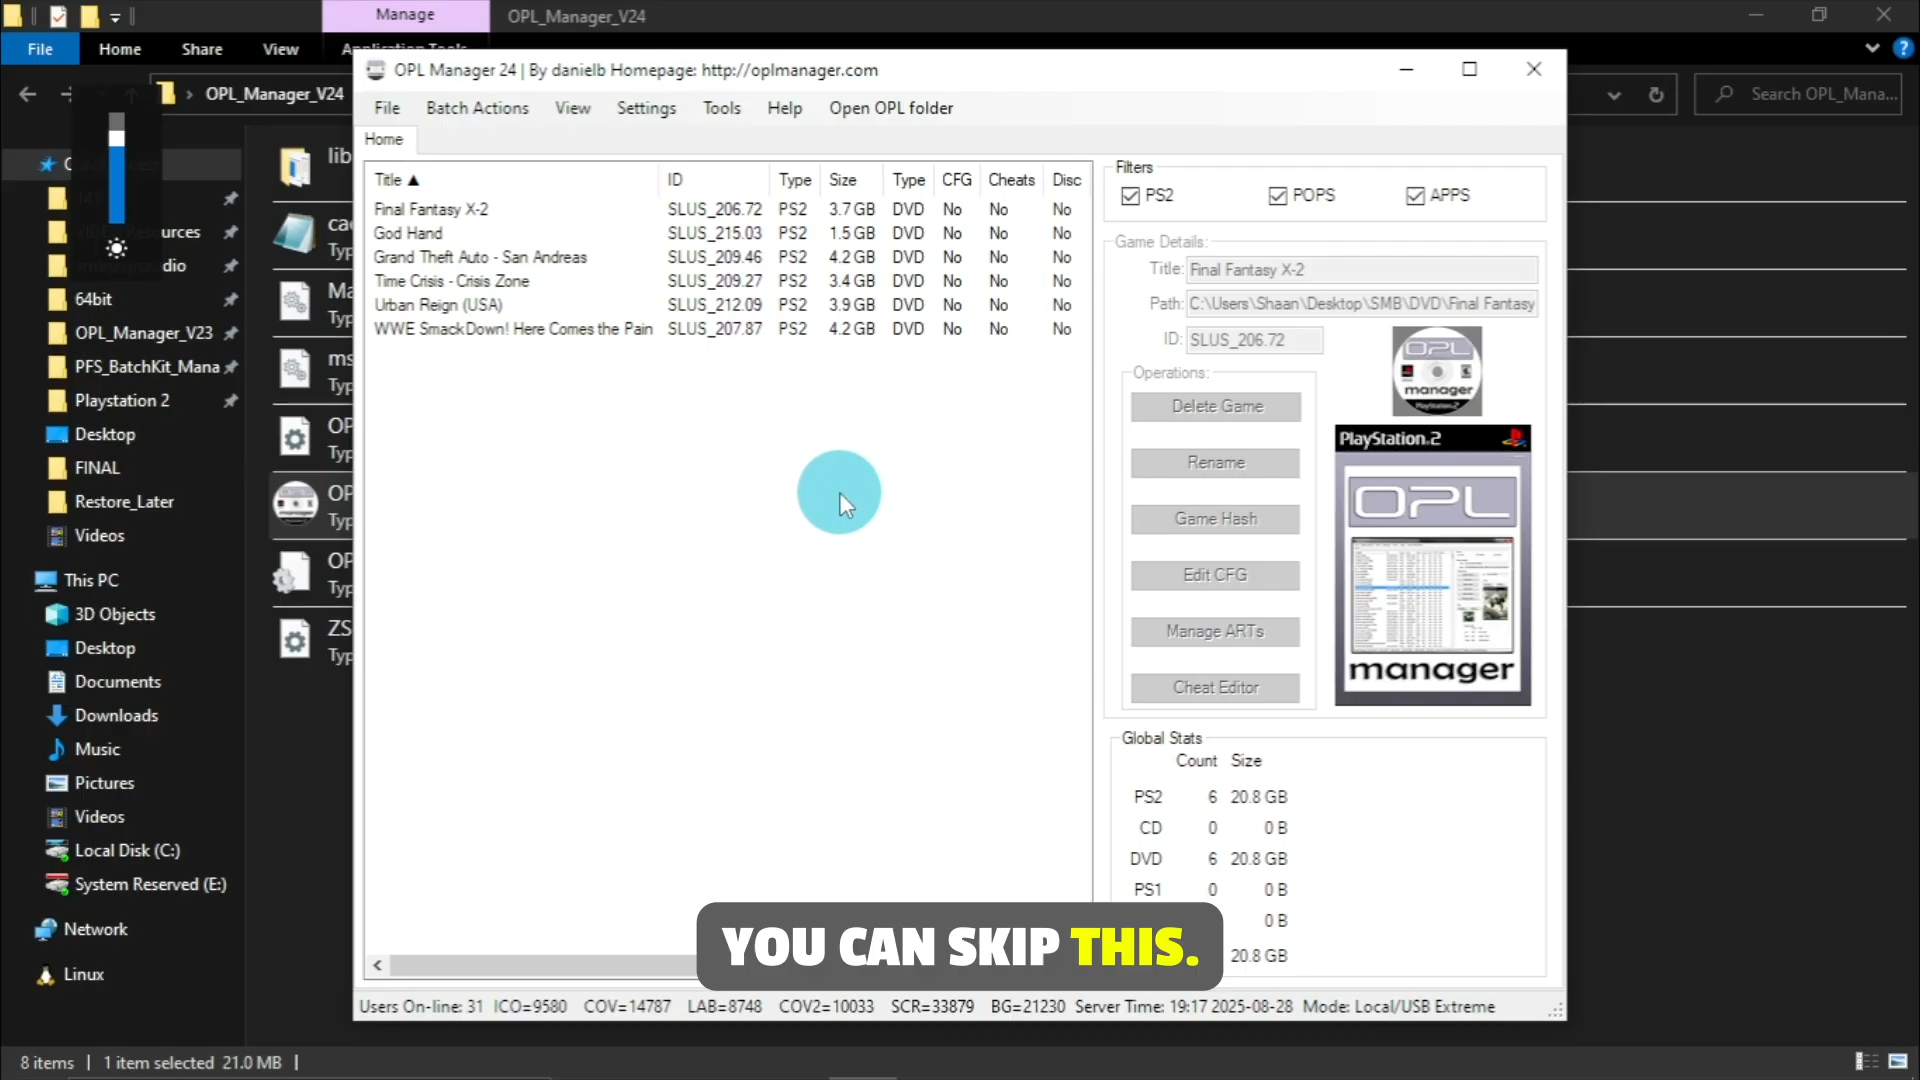 Manage
OPL_Manager_V24
File Home Share View Application Tools
OPL_Manager_V24
Search OPL_Mana...
64bit
OPL_Manager_V23
PFS_BatchKit_Mana
Playstation 2
Desktop
FINAL
Restore_Later
Videos
This PC
3D Objects
Desktop
Documents
Downloads
Music
Pictures
Videos
Local Disk (C:)
System Reserved (E:)
Network
Linux
lib
OPL Manager 24 | By danielb Homepage: http://oplmanager.com
File Batch Actions View Settings Tools Help Open OPL folder
Home
Title ▲ ID Type Size Type CFG Cheats Disc
Final Fantasy X-2 SLUS_206.72 PS2 3.7 GB DVD No No No
God Hand SLUS_215.03 PS2 1.5 GB DVD No No No
Grand Theft Auto - San Andreas SLUS_209.46 PS2 4.2 GB DVD No No No
Time Crisis - Crisis Zone SLUS_209.27 PS2 3.4 GB DVD No No No
Urban Reign (USA) SLUS_212.09 PS2 3.9 GB DVD No No No
WWE SmackDown! Here Comes the Pain SLUS_207.87 PS2 4.2 GB DVD No No No
Filters
PS2 POPS APPS
Game Details:
Title: Final Fantasy X-2
Path: C:\Users\Shaan\Desktop\SMB\DVD\Final Fantasy
ID: SLUS_206.72
Operations:
Delete Game
Rename
Game Hash
Edit CFG
Manage ARTs
Cheat Editor
OPL
manager
PlayStation.2
PlayStation.2
OPL
manager
Global Stats
Count Size
PS2 6 20.8 GB
CD 0 0 B
DVD 6 20.8 GB
PS1 0 0 B
0 B
20.8 GB
YOU CAN SKIP THIS.
Users On-line: 31 ICO=9580 COV=14787 LAB=8748 COV2=10033 SCR=33879 BG=21230 Server Time: 19:17 2025-08-28 Mode: Local/USB Extreme
8 items | 1 item selected 21.0 MB |